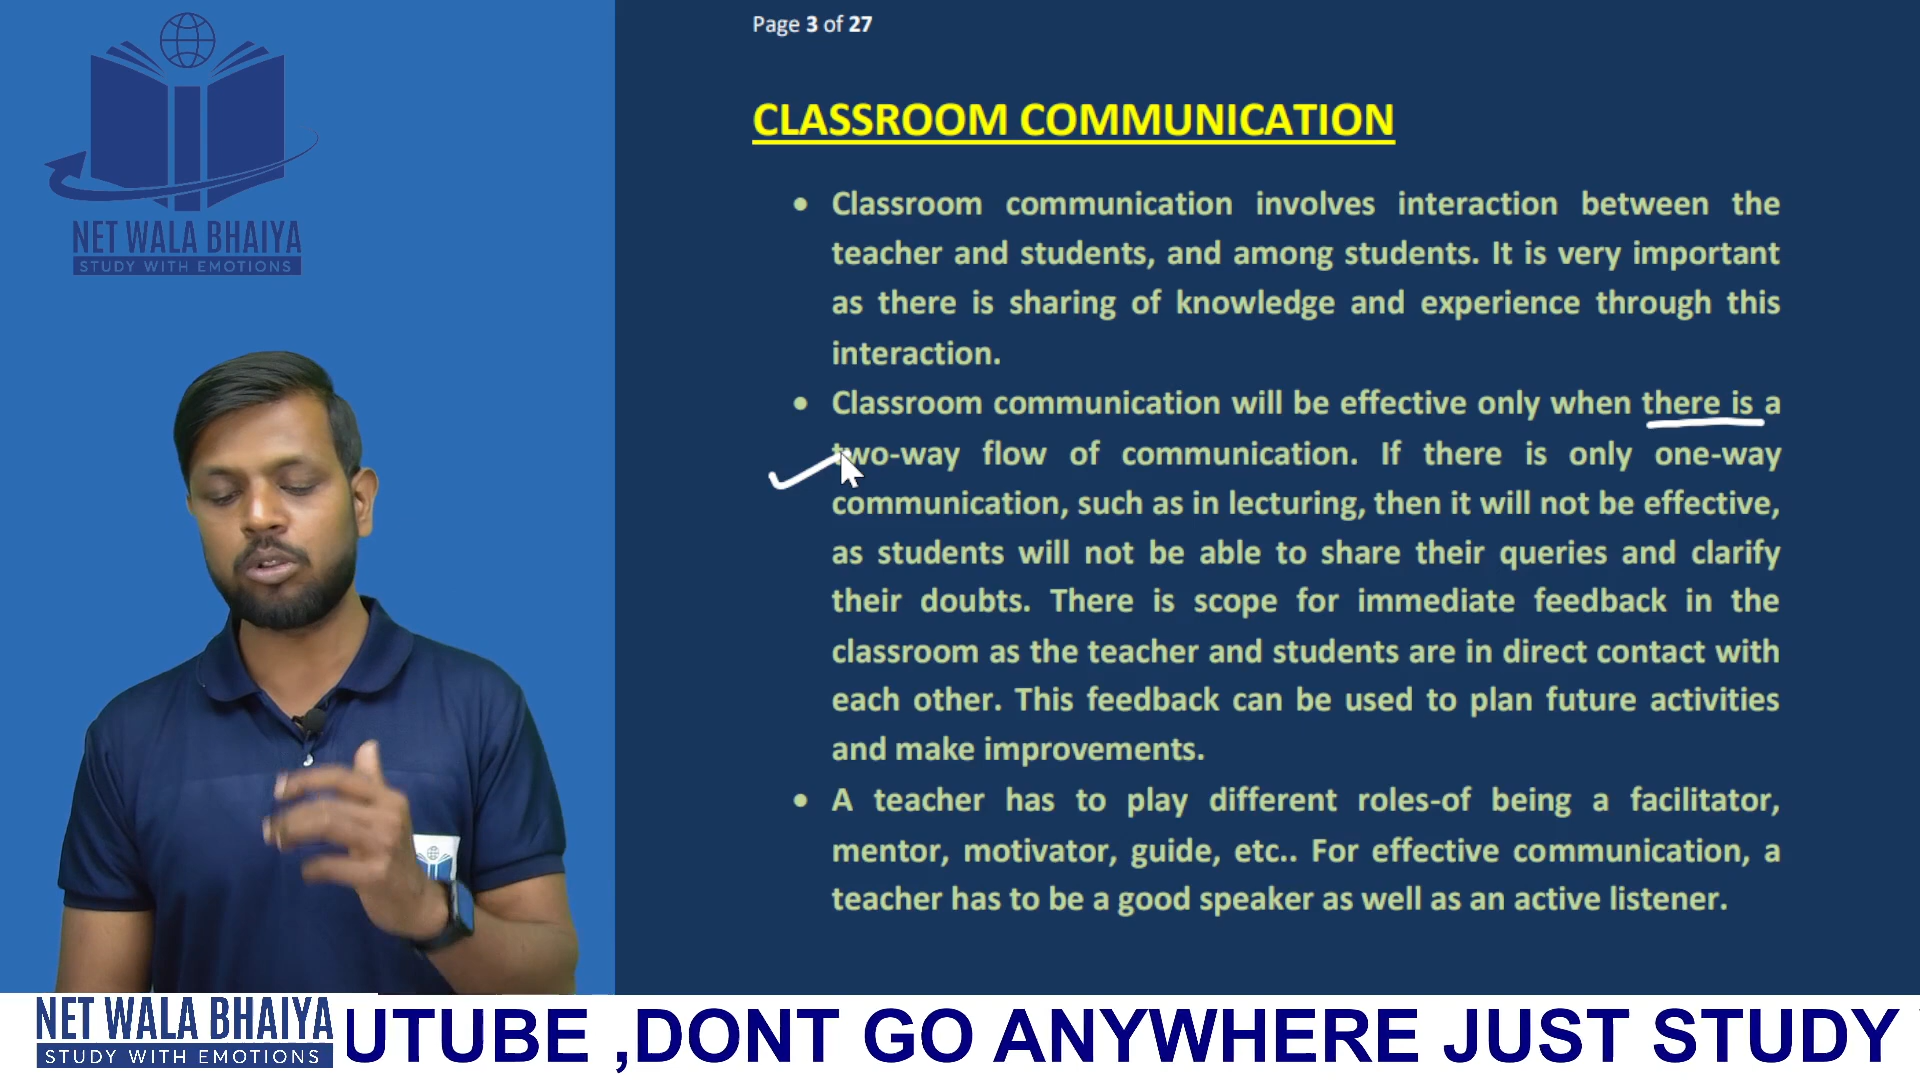 NET WALA BHAIYA
STUDY WITH EMOTIONS
Page 3 of 27
CLASSROOM COMMUNICATION
• Classroom communication involves interaction between the
teacher and students, and among students. It is very important
as there is sharing of knowledge and experience through this
interaction.
• Classroom communication will be effective only when there is a
two-way flow of communication. If there is only one-way
communication, such as in lecturing, then it will not be effective,
as students will not be able to share their queries and clarify
their doubts. There is scope for immediate feedback in the
classroom as the teacher and students are in direct contact with
each other. This feedback can be used to plan future activities
and make improvements.
• A teacher has to play different roles-of being a facilitator,
mentor, motivator, guide, etc.. For effective communication, a
teacher has to be a good speaker as well as an active listener.
NET WALA BHAIYA
STUDY WITH EMOTIONS
UTUBE ,DONT GO ANYWHERE JUST STUDY